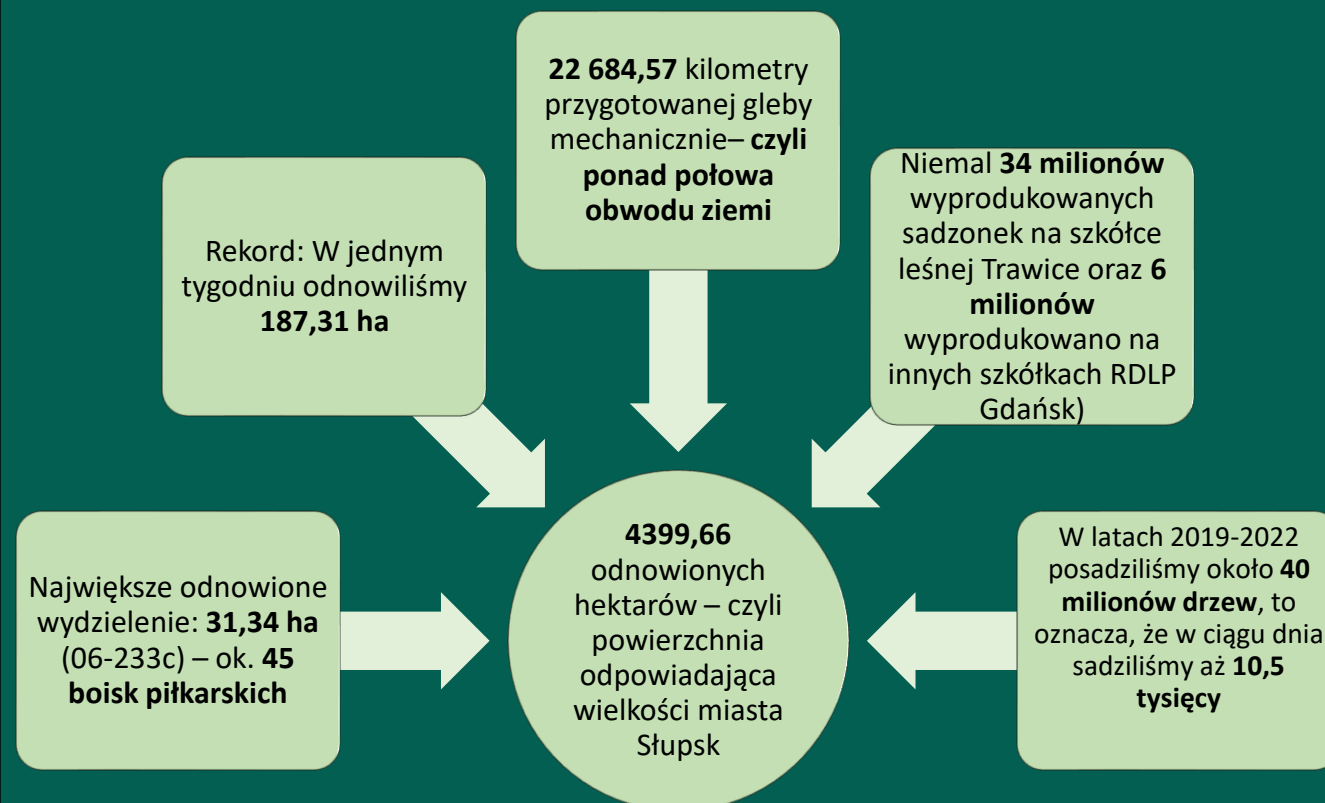 22 684,57 kilometry
przygotowanej gleby
mechanicznie– czyli
ponad połowa
obwodu ziemi
Rekord: W jednym
tygodniu odnowiliśmy
187,31 ha
Niemal 34 milionów
wyprodukowanych
sadzonek na szkółce
leśnej Trawice oraz 6
milionów
wyprodukowano na
innych szkółkach RDLP
Gdańsk)
Największe odnowione
wydzielenie: 31,34 ha
(06-233c) – ok. 45
boisk piłkarskich
4399,66
odnowionych
hektarów – czyli
powierzchnia
odpowiadająca
wielkości miasta
Słupsk
W latach 2019-2022
posadziliśmy około 40
milionów drzew, to
oznacza, że w ciągu dnia
sadziliśmy aż 10,5
tysięcy